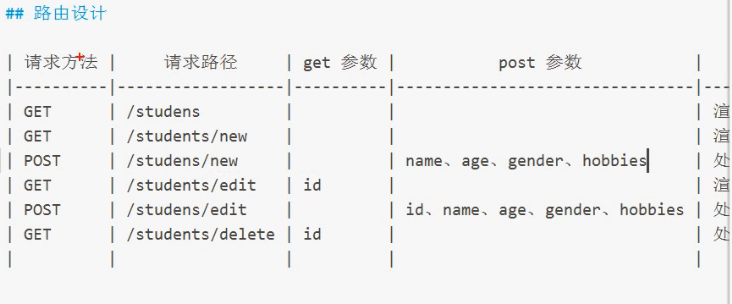 ## 路由设计
| 请求方法 | 请求路径 | get 参数 | post 参数 |
|----------|------------------|----------|--------------------------------|---
| GET | /studens | | | 渲
| GET | /students/new | | | 渲
| POST | /studens/new | | name、age、gender、hobbies | 处
| GET | /students/edit | id | | 渲
| POST | /studens/edit | | id、name、age、gender、hobbies | 处
| GET | /students/delete | id | | 处
| | | | |